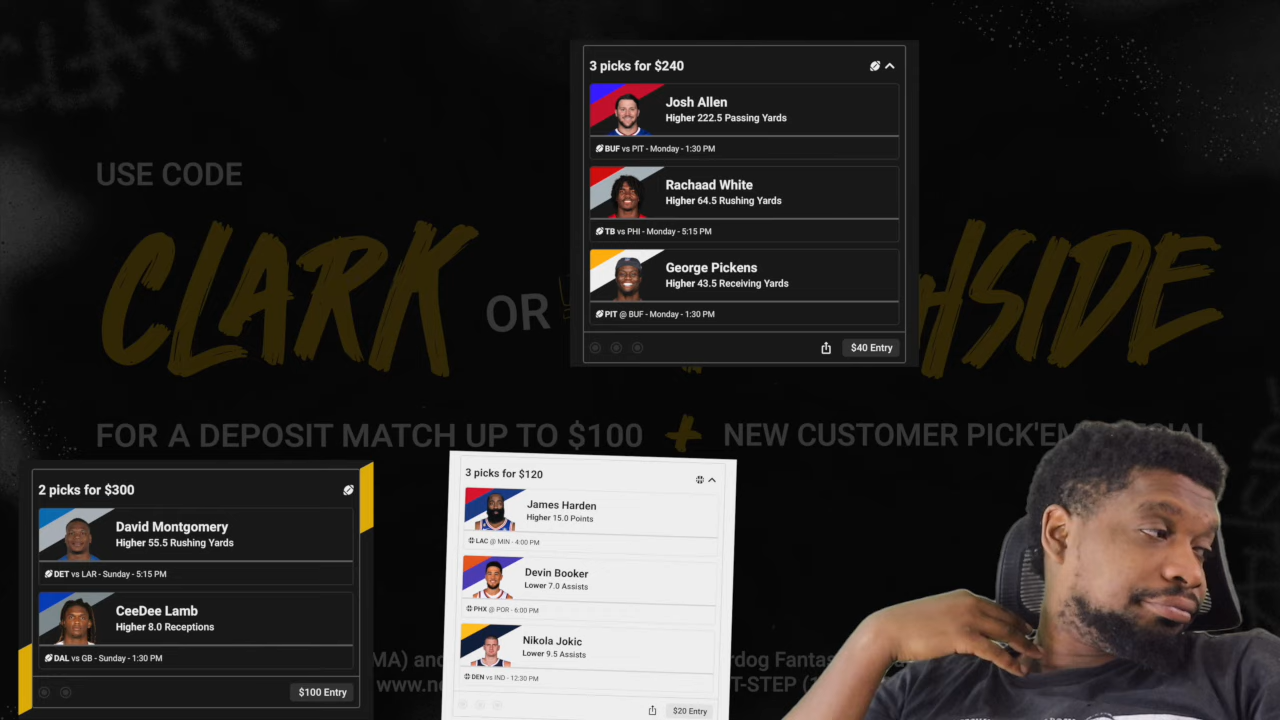 3 picks for $240
Josh Allen
Higher 222.5 Passing Yards
BUF vs PIT - Monday - 1:30 PM
Rachaad White
Higher 64.5 Rushing Yards
TB vs PHI - Monday - 5:15 PM
George Pickens
Higher 43.5 Receiving Yards
PIT @ BUF - Monday - 1:30 PM
$40 Entry
USE CODE
CLARK OR HSIDE
FOR A DEPOSIT MATCH UP TO $100 + NEW CUSTOMER PICK'EM
2 picks for $300
David Montgomery
Higher 55.5 Rushing Yards
DET vs LAR - Sunday - 5:15 PM
CeeDee Lamb
Higher 8.0 Receptions
DAL vs GB - Sunday - 1:30 PM
$100 Entry
3 picks for $120
James Harden
Higher 15.0 Points
LAC @ MIN - 4:00 PM
Devin Booker
Lower 7.0 Assists
PHX @ POR - 6:00 PM
Nikola Jokic
Lower 9.5 Assists
DEN vs IND - 12:30 PM
$20 Entry
MA) and
www.n